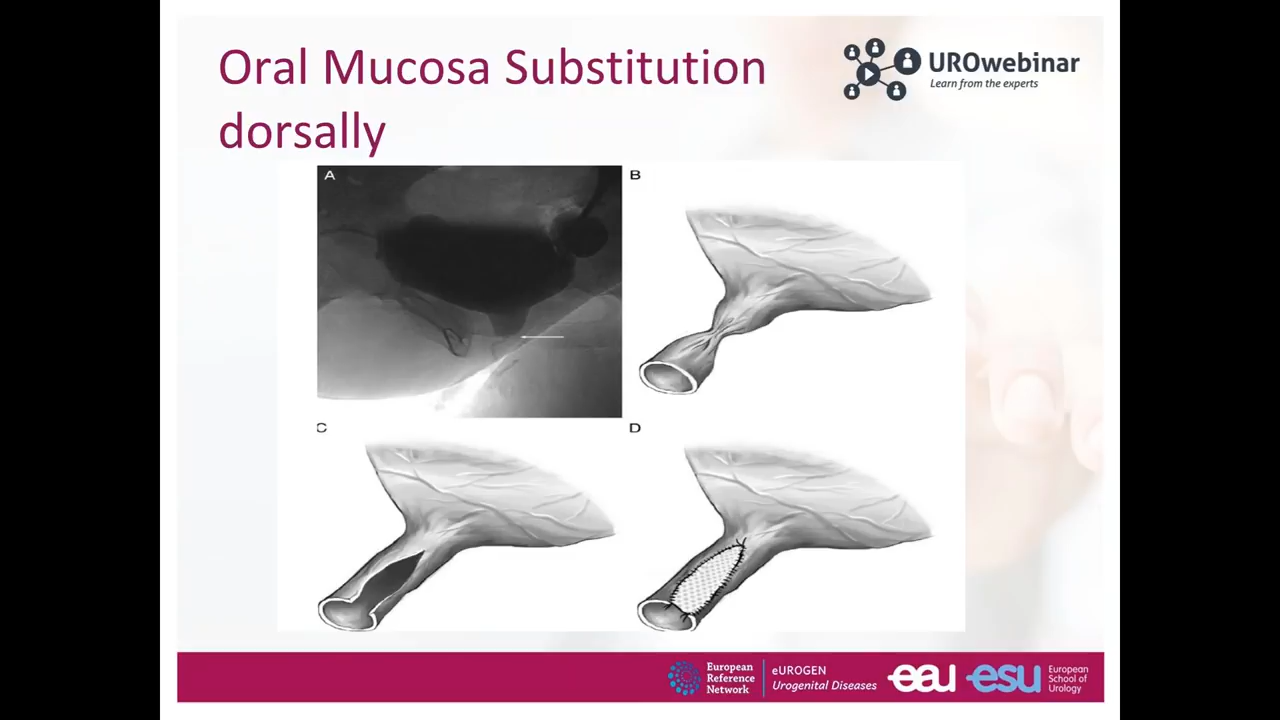 Oral Mucosa Substitution
dorsally
UROwebinar
Learn from the experts
A
B
C
D
European
Reference
Network
eUROGEN
Urogenital Diseases
eau
esu
European
School of
Urology